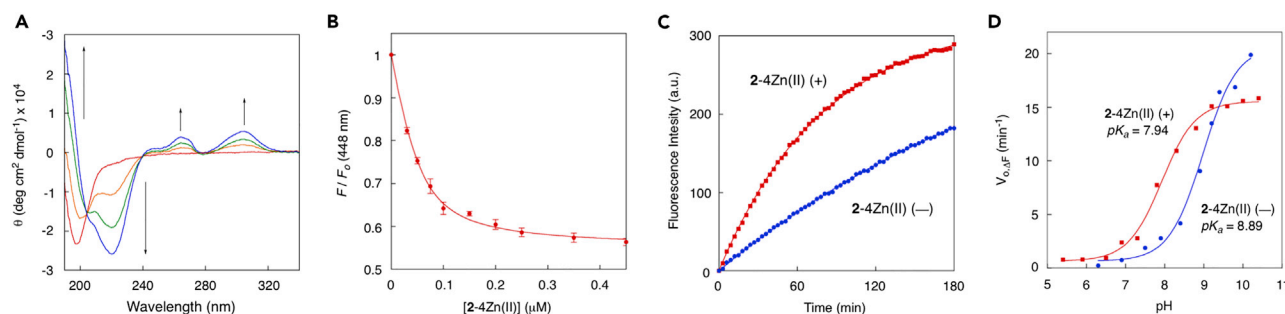 A
B
C
D
-3
2
1
0
-1
-2
-3
θ (deg cm² dmol⁻¹) x 10⁴
200
240
280
320
Wavelength (nm)
1
0.9
0.8
0.7
0.6
0.5
F / Fₒ (448 nm)
0
0.1
0.2
0.3
0.4
[2-4Zn(II)] (μM)
300
200
100
0
Fluorescence Intesity (a.u.)
2-4Zn(II) (+)
2-4Zn(II) (—)
0
60
120
180
Time (min)
20
15
10
5
0
V₀,ΔF (min⁻¹)
2-4Zn(II) (+)
pKₐ = 7.94
2-4Zn(II) (—)
pKₐ = 8.89
5
6
7
8
9
10
11
pH